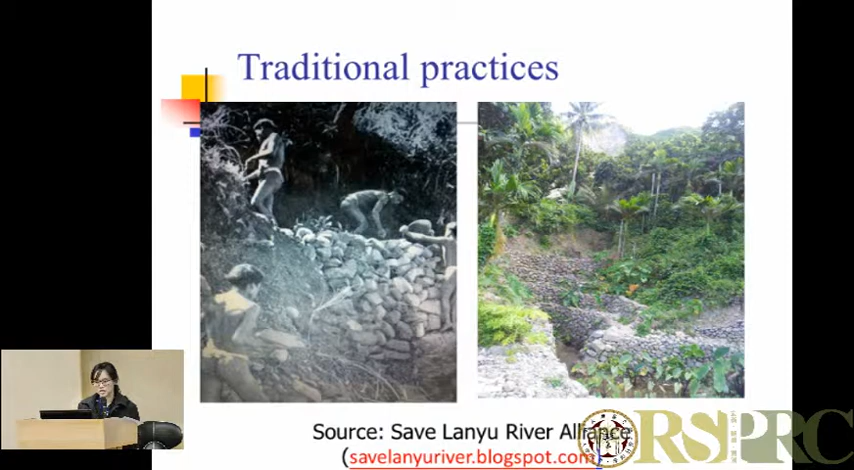 Traditional practices
Source: Save Lanyu River Alliance
(savelanyuriver.blogspot.com)
RSPRC